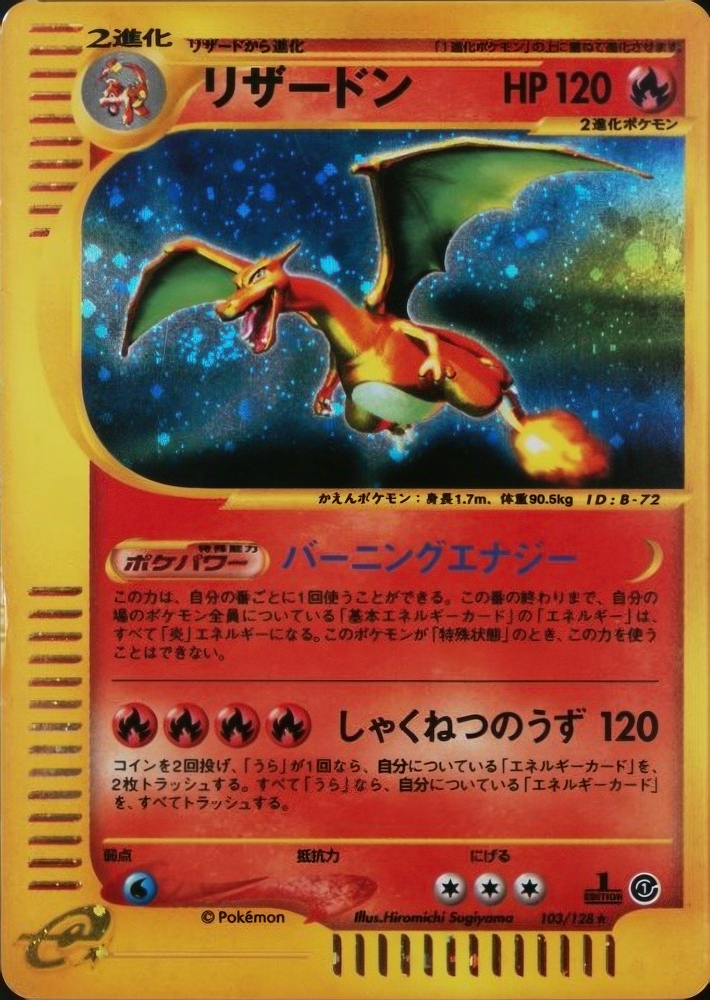 2進化
リザードから進化
「1進化ポケモン」の上に重ねて進化させます
リザードン HP 120
2進化ポケモン
かえんポケモン：身長1.7m、体重90.5kg ID：B-72
特殊能力
ポケパワー バーニングエナジー
この力は、自分の番ごとに1回使うことができる。この番の終わりまで、自分の
場のポケモン全員についている「基本エネルギーカード」の「エネルギー」は、
すべて「炎」エネルギーになる。このポケモンが「特殊状態」のとき、この力を使う
ことはできない。
しゃくねつのうず 120
コインを2回投げ、「うら」が1回なら、自分についている「エネルギーカード」を、
2枚トラッシュする。すべて「うら」なら、自分についている「エネルギーカード」
を、すべてトラッシュする。
弱点 抵抗力 にげる
1
EDITION
© Pokémon Illus.Hiromichi Sugiyama 103/128 ★
e